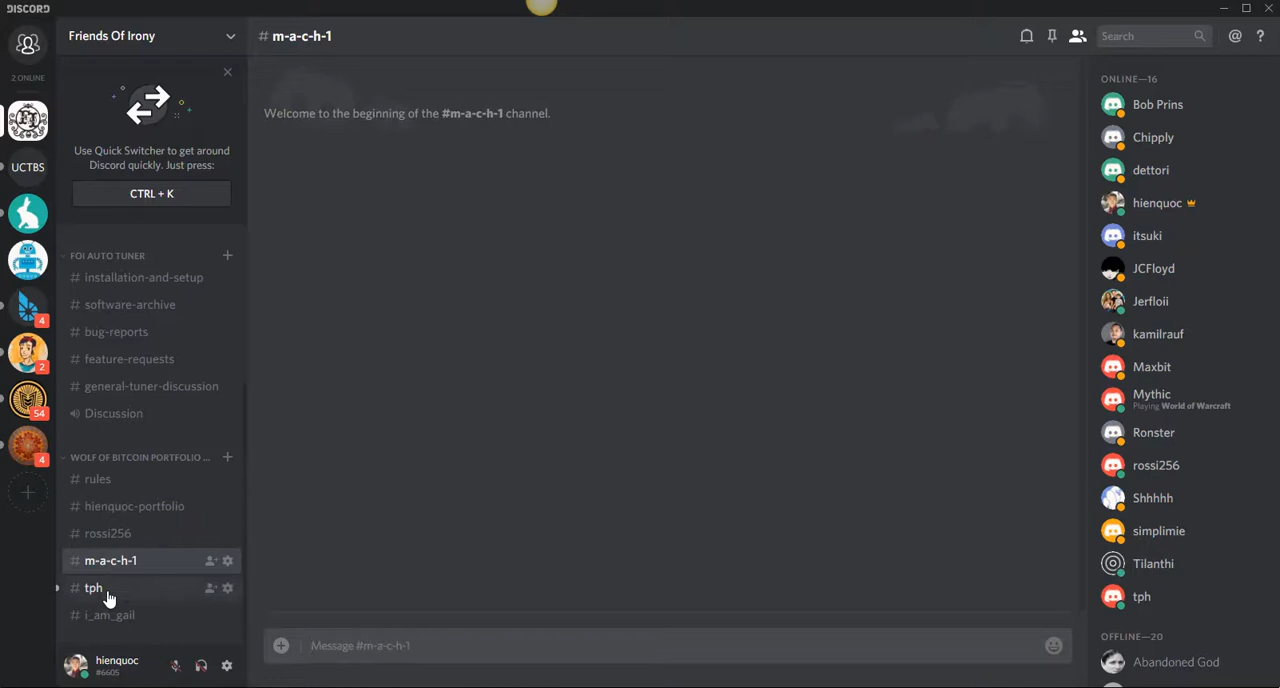 DISCORD
2 ONLINE
UCTBS
4
2
54
4
Friends Of Irony
Use Quick Switcher to get around
Discord quickly. Just press:
CTRL + K
FOI AUTO TUNER
# installation-and-setup
# software-archive
# bug-reports
# feature-requests
# general-tuner-discussion
Discussion
WOLF OF BITCOIN PORTFOLIO ...
# rules
# hienquoc-portfolio
# rossi256
# m-a-c-h-1
# tph
# i_am_gail
hienquoc
#6605
# m-a-c-h-1
Search
@ ?
Welcome to the beginning of the #m-a-c-h-1 channel.
Message #m-a-c-h-1
ONLINE—16
Bob Prins
Chipply
dettori
hienquoc
itsuki
JCFloyd
Jerfloii
kamilrauf
Maxbit
Mythic
Playing World of Warcraft
Ronster
rossi256
Shhhhh
simplimie
Tilanthi
tph
OFFLINE—20
Abandoned God